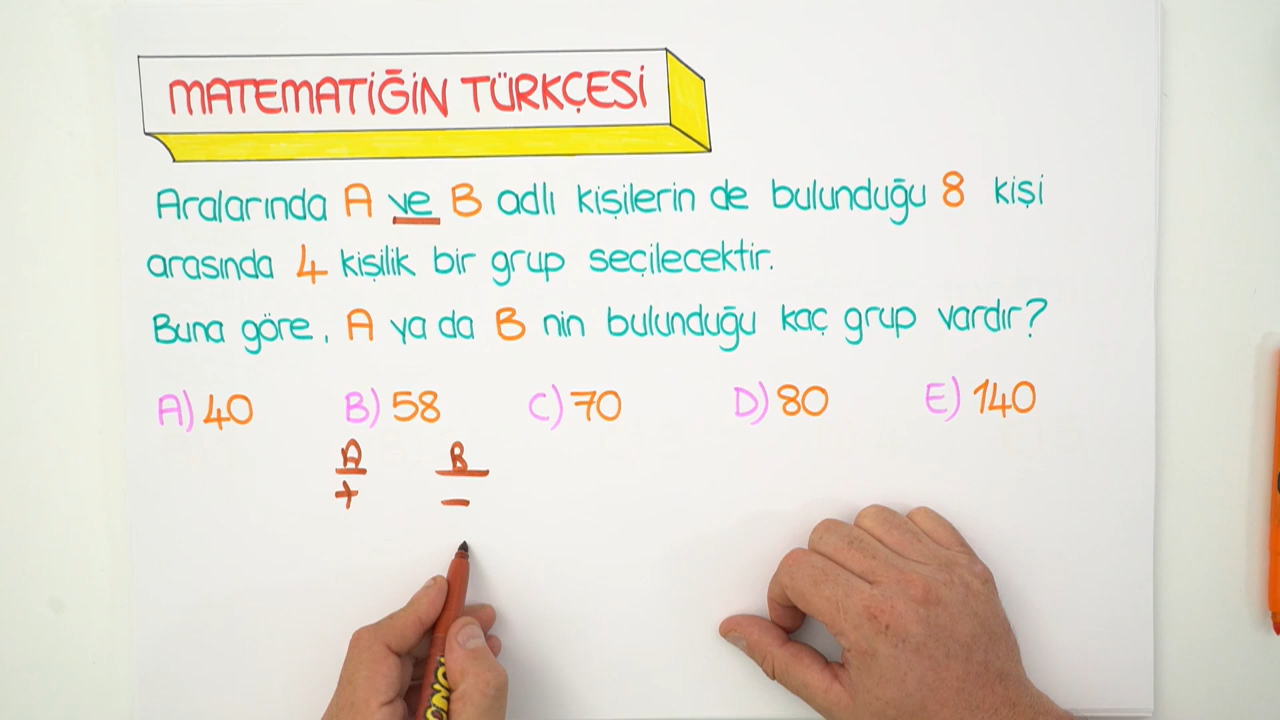 MATEMATİĞİN TÜRKÇESİ
Aralarında A ve B adlı kişilerin de bulunduğu 8 kişi
arasında 4 kişilik bir grup seçilecektir.
Buna göre, A ya da B nin bulunduğu kaç grup vardır?
A) 40 B) 58 C) 70 D) 80 E) 140
A B
+ −